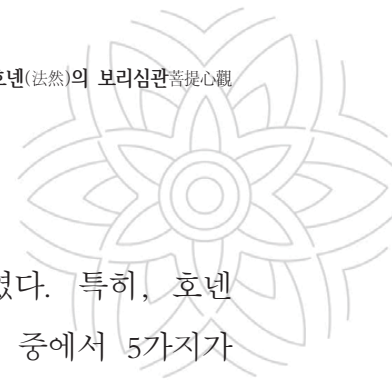 호넨(法然)의 보리심관菩提心觀
였다. 특히, 호넨
중에서 5가지가